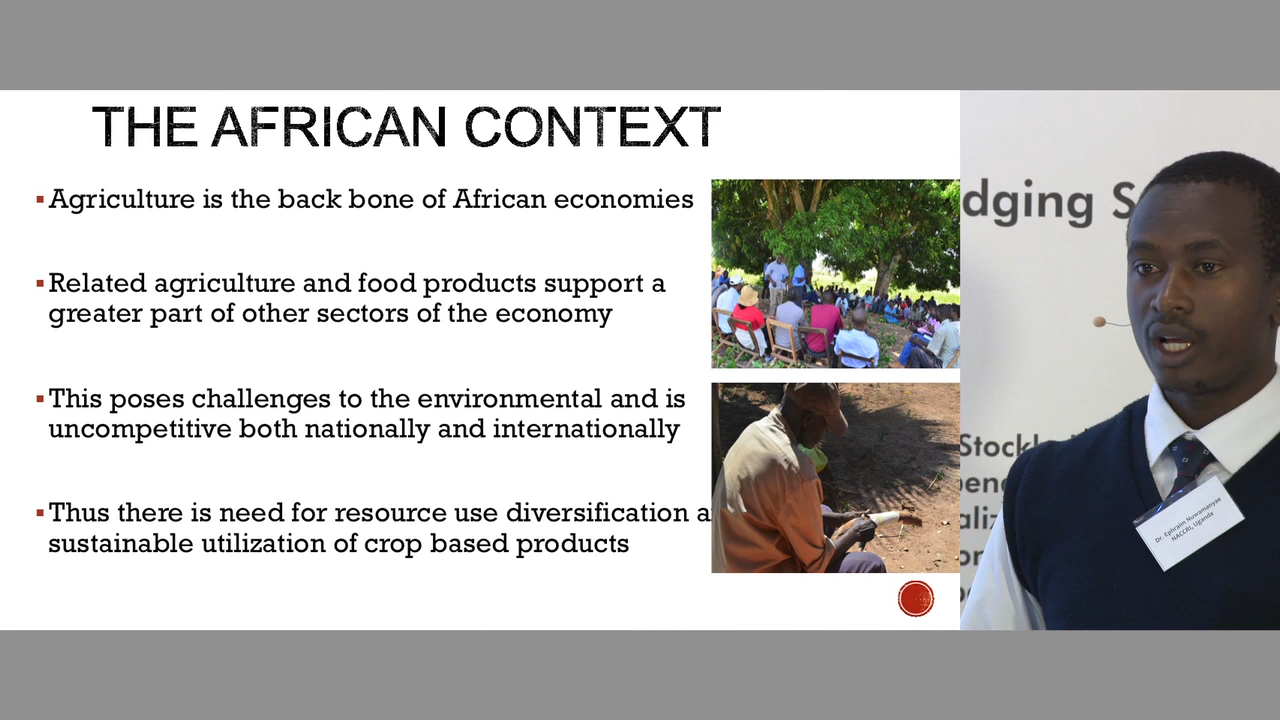 THE AFRICAN CONTEXT
Agriculture is the back bone of African economies
Related agriculture and food products support a
greater part of other sectors of the economy
This poses challenges to the environmental and is
uncompetitive both nationally and internationally
Thus there is need for resource use diversification a
sustainable utilization of crop based products
dging S
Stock
Dr. Ephraim Nuwamanyae
NACCRI, Uganda